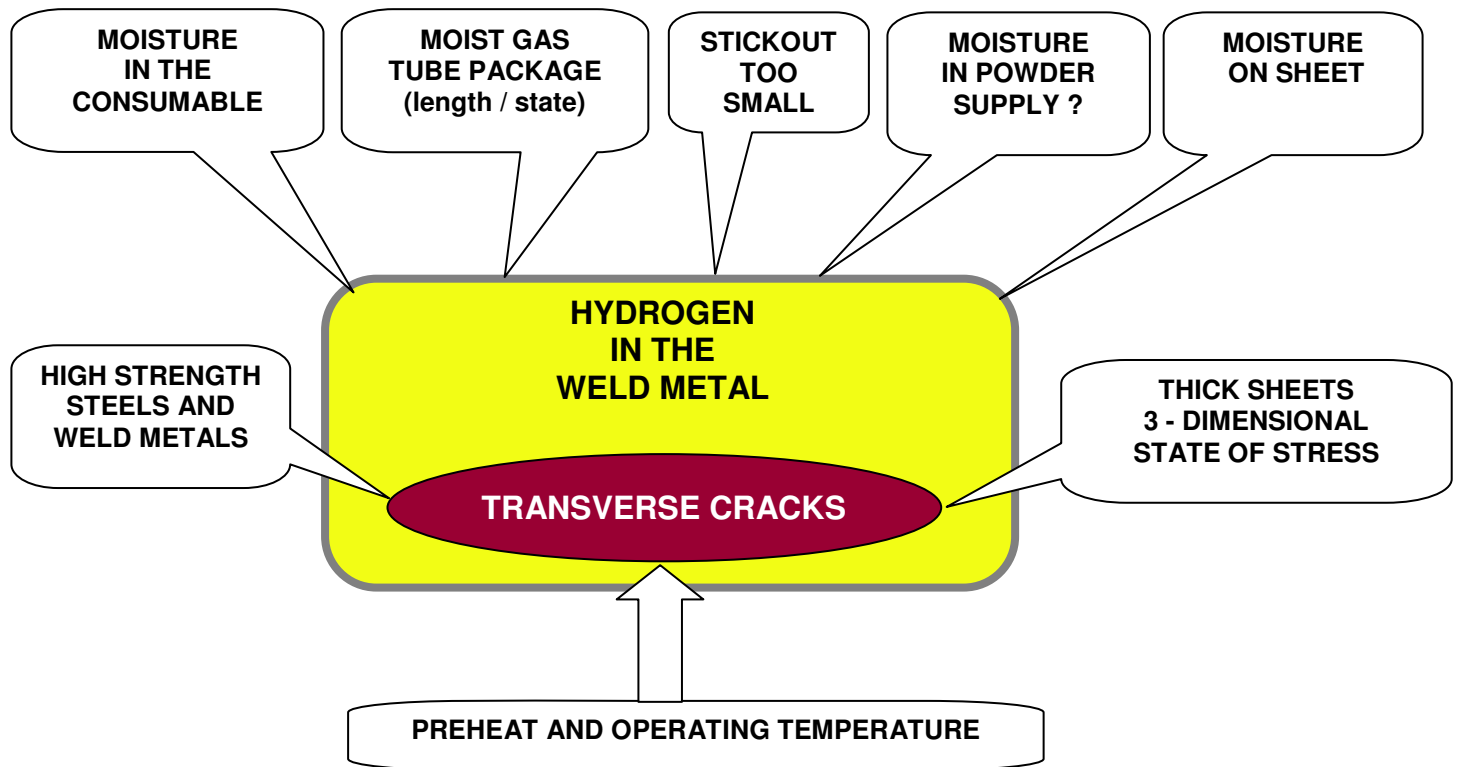 MOISTURE
IN THE
CONSUMABLE
MOIST GAS
TUBE PACKAGE
(length / state)
STICKOUT
TOO
SMALL
MOISTURE
IN POWDER
SUPPLY ?
MOISTURE
ON SHEET
HYDROGEN
IN THE
WELD METAL
HIGH STRENGTH
STEELS AND
WELD METALS
THICK SHEETS
3 - DIMENSIONAL
STATE OF STRESS
TRANSVERSE CRACKS
PREHEAT AND OPERATING TEMPERATURE